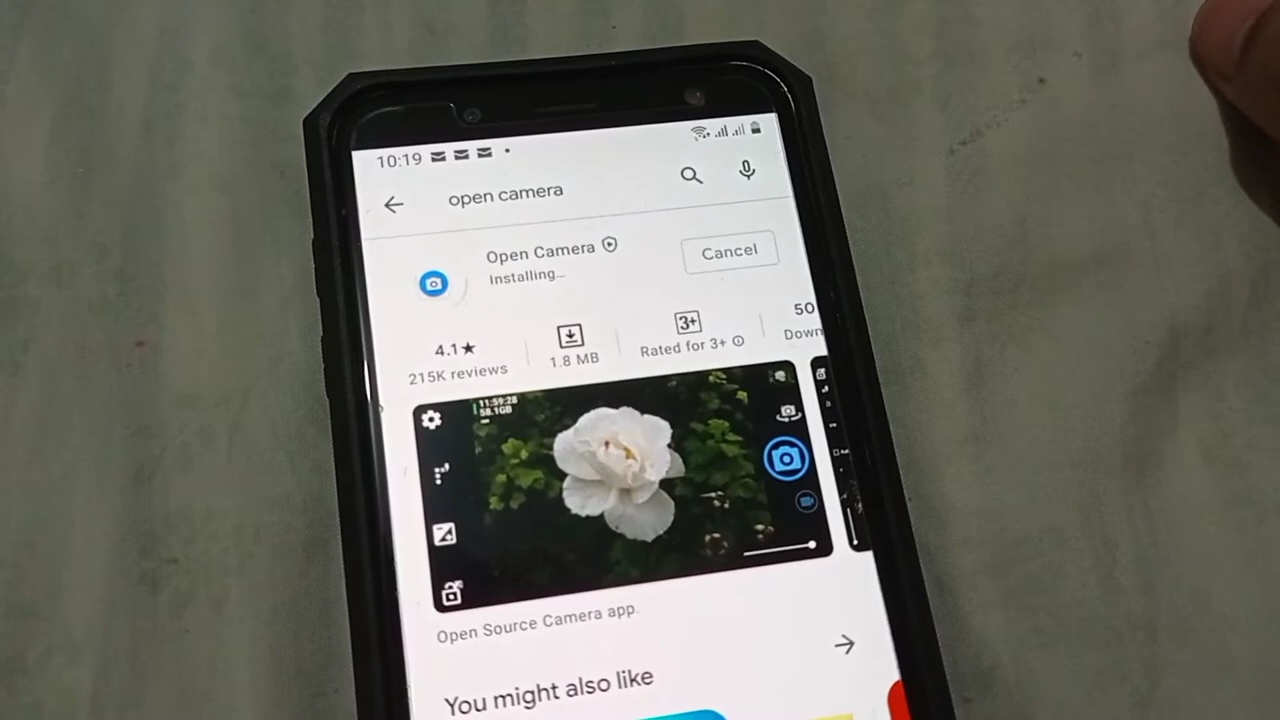 10:19
open camera
Open Camera
Installing...
Cancel
4.1★
215K reviews
1.8 MB
3+
Rated for 3+
50
Down
11:59:28
58.1GB
Open Source Camera app.
You might also like